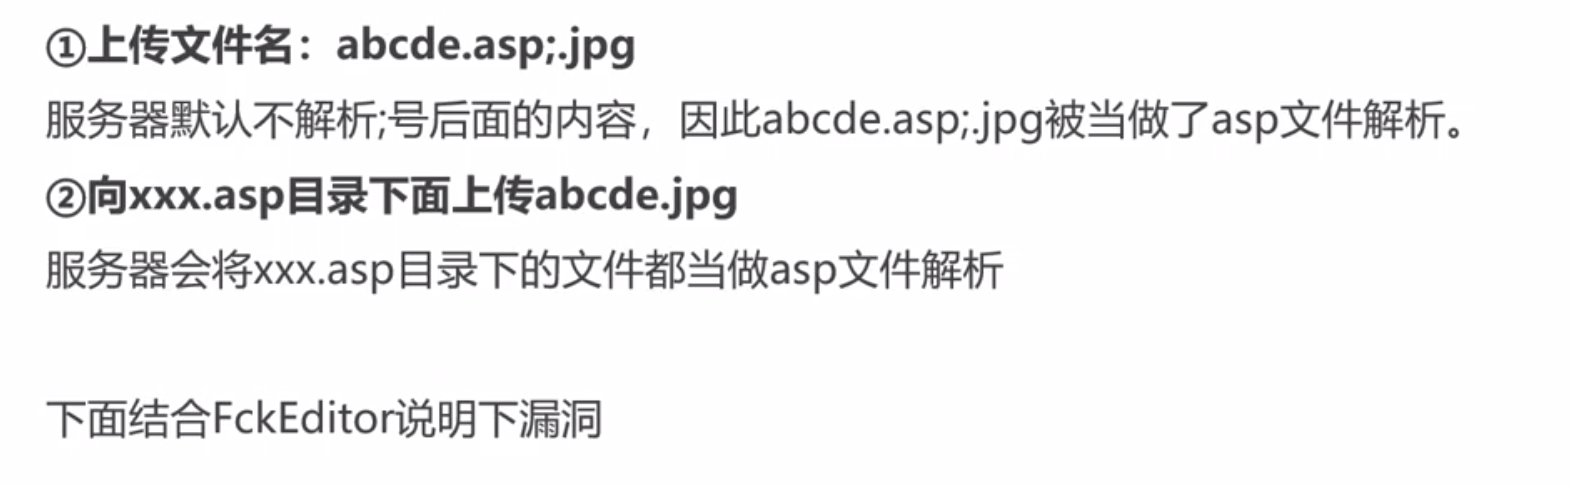 ①上传文件名：abcde.asp;.jpg
服务器默认不解析;号后面的内容，因此abcde.asp;.jpg被当做了asp文件解析。
②向xxx.asp目录下面上传abcde.jpg
服务器会将xxx.asp目录下的文件都当做asp文件解析
下面结合FckEditor说明下漏洞